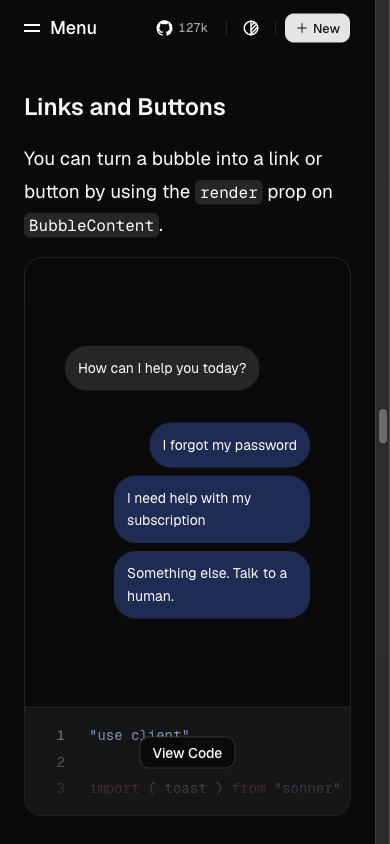 Menu
127k
New
Links and Buttons
You can turn a bubble into a link or
button by using the render prop on
BubbleContent.
How can I help you today?
I forgot my password
I need help with my
subscription
Something else. Talk to a
human.
1 "use client"
View Code
2
3 import { toast } from "sonner"